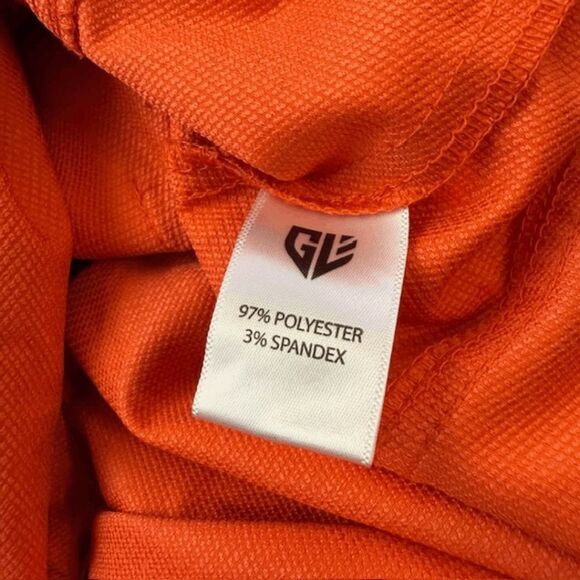 GL
97% POLYESTER
3% SPANDEX